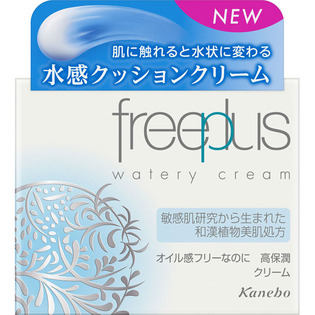 NEW
肌に触れると水状に変わる
水感クッションクリーム
freeplus
watery cream
敏感肌研究から生まれた
和漢植物美肌処方
オイル感フリーなのに 高保潤
クリーム
Kanebo